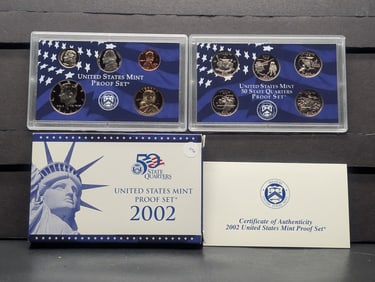 UNITED STATES MINT
PROOF SET®
UNITED STATES MINT
50 STATE QUARTERS
PROOF SET®
50
STATE
QUARTERS
UNITED STATES MINT
PROOF SET®
2002
Certificate of Authenticity
2002 United States Mint Proof Set®